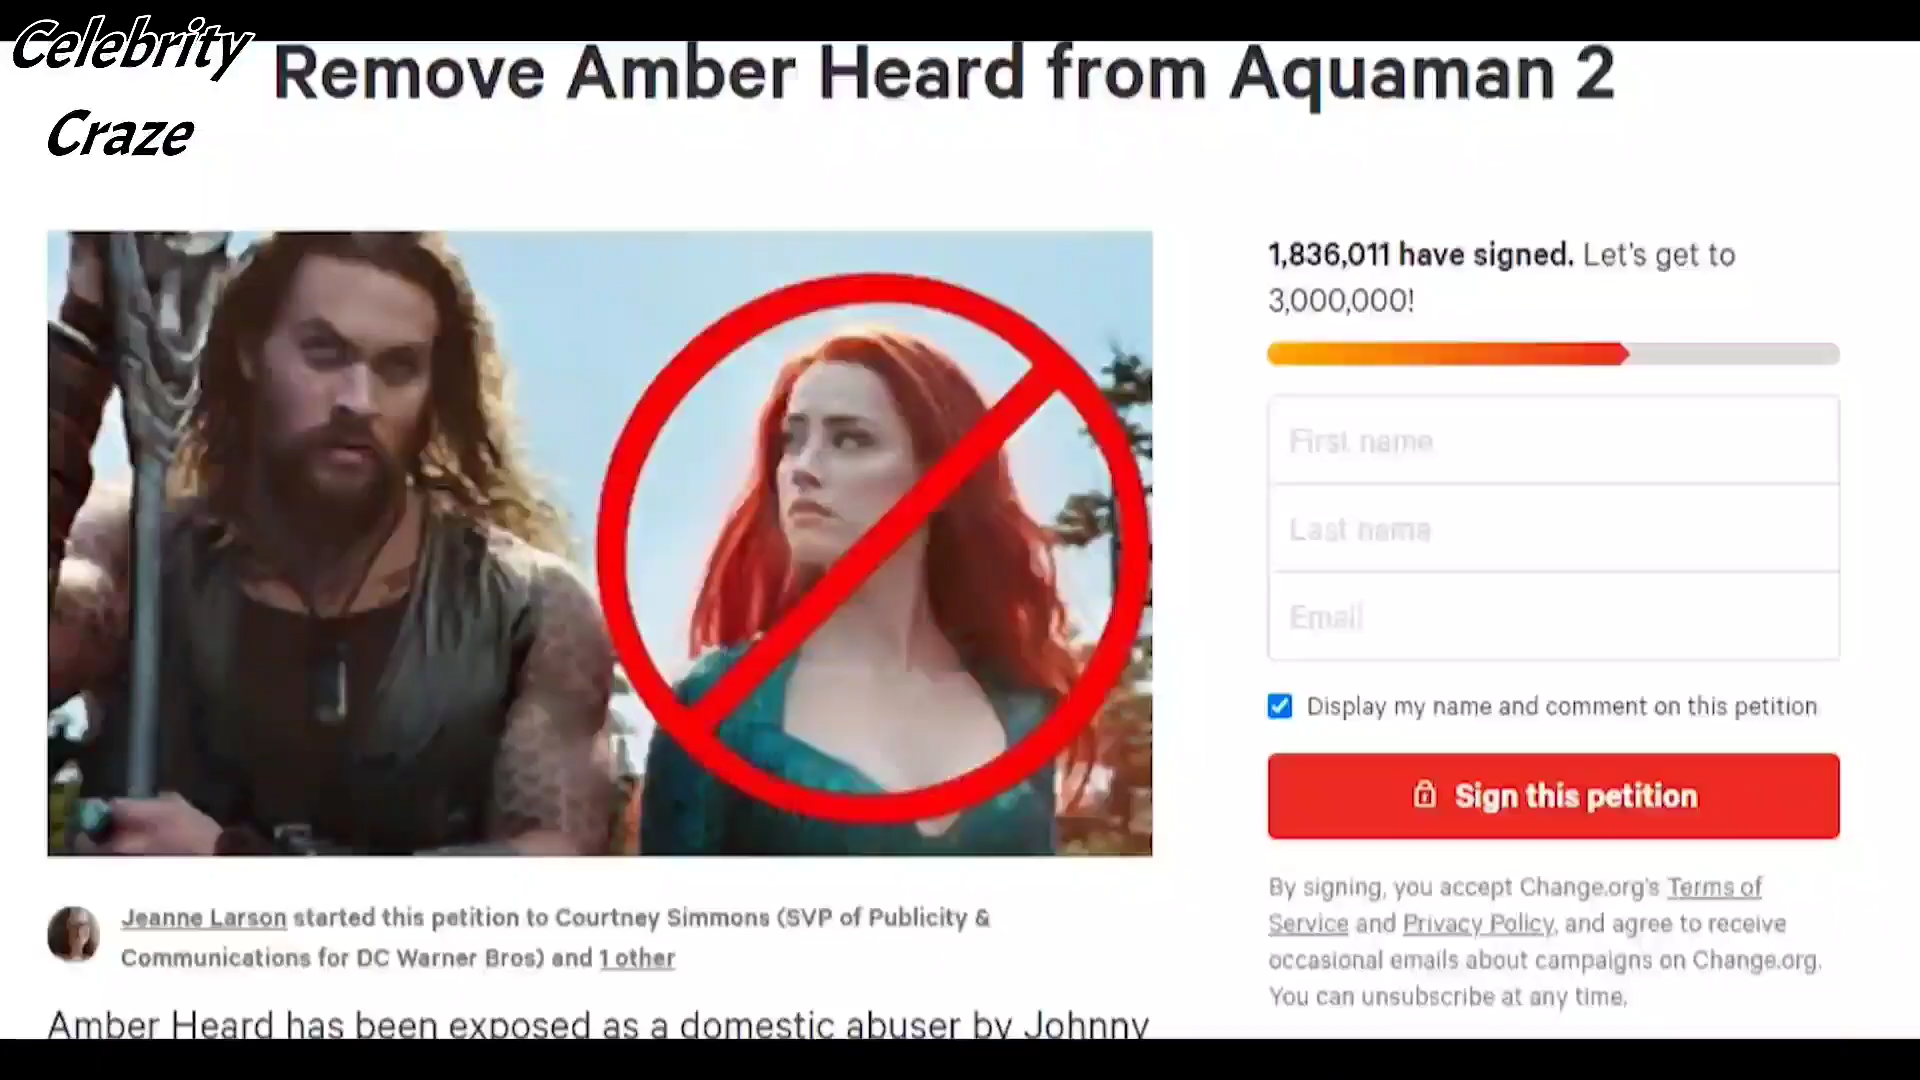 Celebrity
Craze
Remove Amber Heard from Aquaman 2
1,836,011 have signed. Let's get to
3,000,000!
First name
Last name
Email
Display my name and comment on this petition
Sign this petition
By signing, you accept Change.org's Terms of
Service and Privacy Policy, and agree to receive
occasional emails about campaigns on Change.org.
You can unsubscribe at any time.
Jeanne Larson started this petition to Courtney Simmons (SVP of Publicity &
Communications for DC Warner Bros) and 1 other
Amber Heard has been exposed as a domestic abuser by Johnny